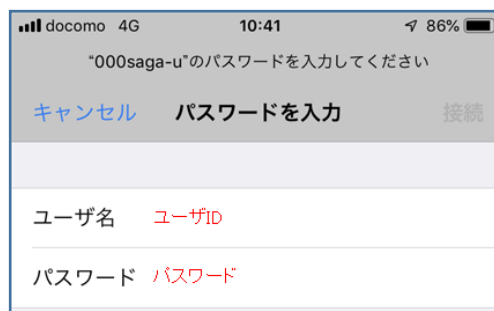 docomo 4G 10:41 86%
“000saga-u”のパスワードを入力してください
キャンセル パスワードを入力 接続
ユーザ名 ユーザID
パスワード パスワード